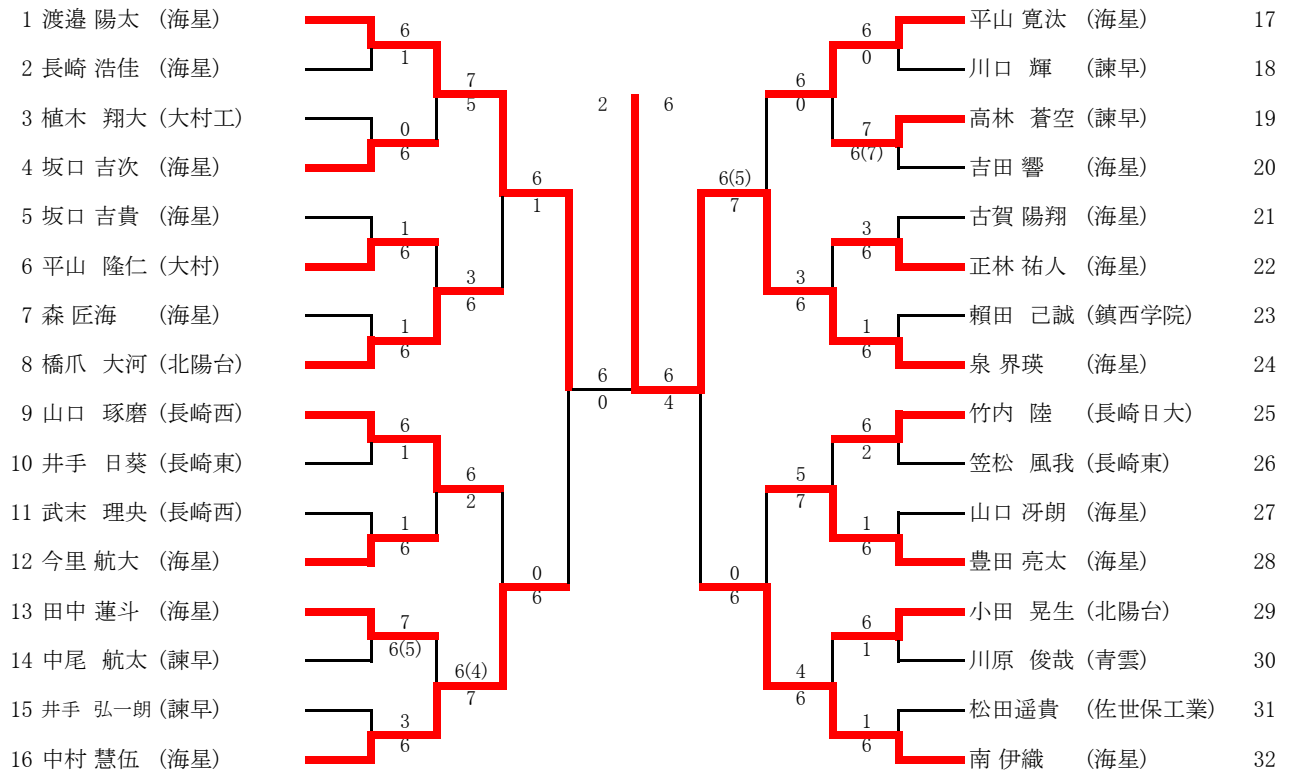 1 渡邉 陽太 (海星)
2 長崎 浩佳 (海星)
3 植木 翔大 (大村工)
4 坂口 吉次 (海星)
5 坂口 吉貴 (海星)
6 平山 隆仁 (大村)
7 森 匠海 (海星)
8 橋爪 大河 (北陽台)
9 山口 琢磨 (長崎西)
10 井手 日葵 (長崎東)
11 武末 理央 (長崎西)
12 今里 航大 (海星)
13 田中 蓮斗 (海星)
14 中尾 航太 (諫早)
15 井手 弘一朗 (諫早)
16 中村 慧伍 (海星)
6
1
0
6
1
6
1
6
6
1
1
6
7
6(5)
3
6
7
5
3
6
6
2
6(4)
7
6
1
0
6
6
0
2 6
6
4
6(5)
7
0
6
6
0
3
6
5
7
4
6
6
0
7
6(7)
3
6
1
6
6
2
1
6
6
1
1
6
平山 寛汰 (海星) 17
川口 輝 (諫早) 18
高林 蒼空 (諫早) 19
吉田 響 (海星) 20
古賀 陽翔 (海星) 21
正林 祐人 (海星) 22
賴田 己誠 (鎮西学院) 23
泉 界瑛 (海星) 24
竹内 陸 (長崎日大) 25
笠松 風我 (長崎東) 26
山口 冴朗 (海星) 27
豊田 亮太 (海星) 28
小田 晃生 (北陽台) 29
川原 俊哉 (青雲) 30
松田遥貴 (佐世保工業) 31
南 伊織 (海星) 32